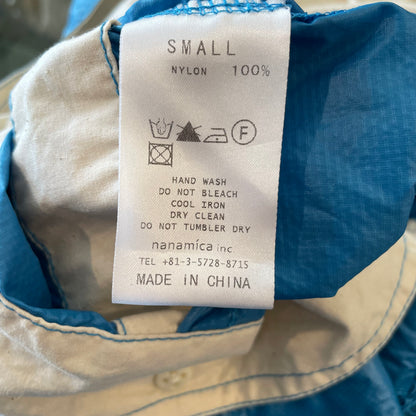 SMALL
NYLON 100%
F
HAND WASH
DO NOT BLEACH
COOL IRON
DRY CLEAN
DO NOT TUMBLER DRY
nanamica inc.
TEL +81-3-5728-8715
MADE IN CHINA